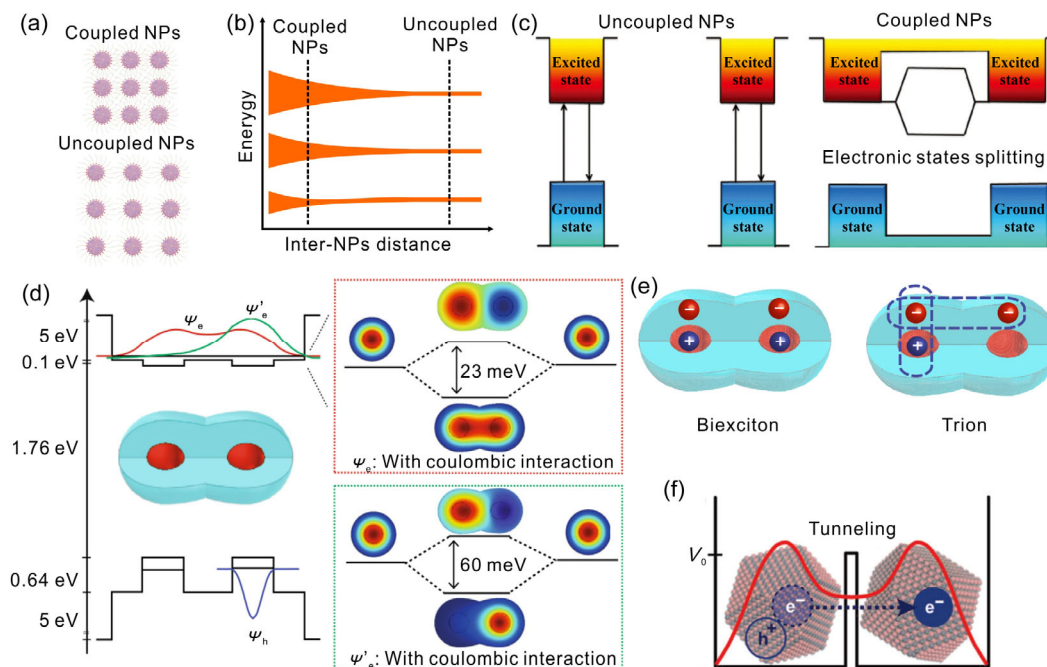 (a)
Coupled NPs
Uncoupled NPs
(b)
Coupled NPs
Uncoupled NPs
Enerygy
Inter-NPs distance
(c)
Uncoupled NPs
Coupled NPs
Excited state
Excited state
Excited state
Excited state
Electronic states splitting
Ground state
Ground state
Ground state
Ground state
(d)
5 eV
0.1 eV
1.76 eV
0.64 eV
5 eV
Ψe
Ψ'e
Ψh
23 meV
Ψe: With coulombic interaction
60 meV
Ψ'e: With coulombic interaction
(e)
− −
+ +
Biexciton
− −
+
Trion
(f)
Tunneling
V0
e−
h+
e−